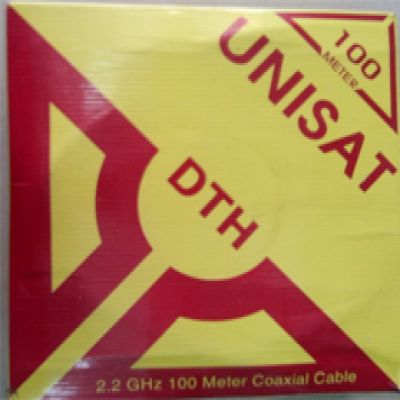 100
METER
UNISAT
DTH
2.2 GHz 100 Meter Coaxial Cable